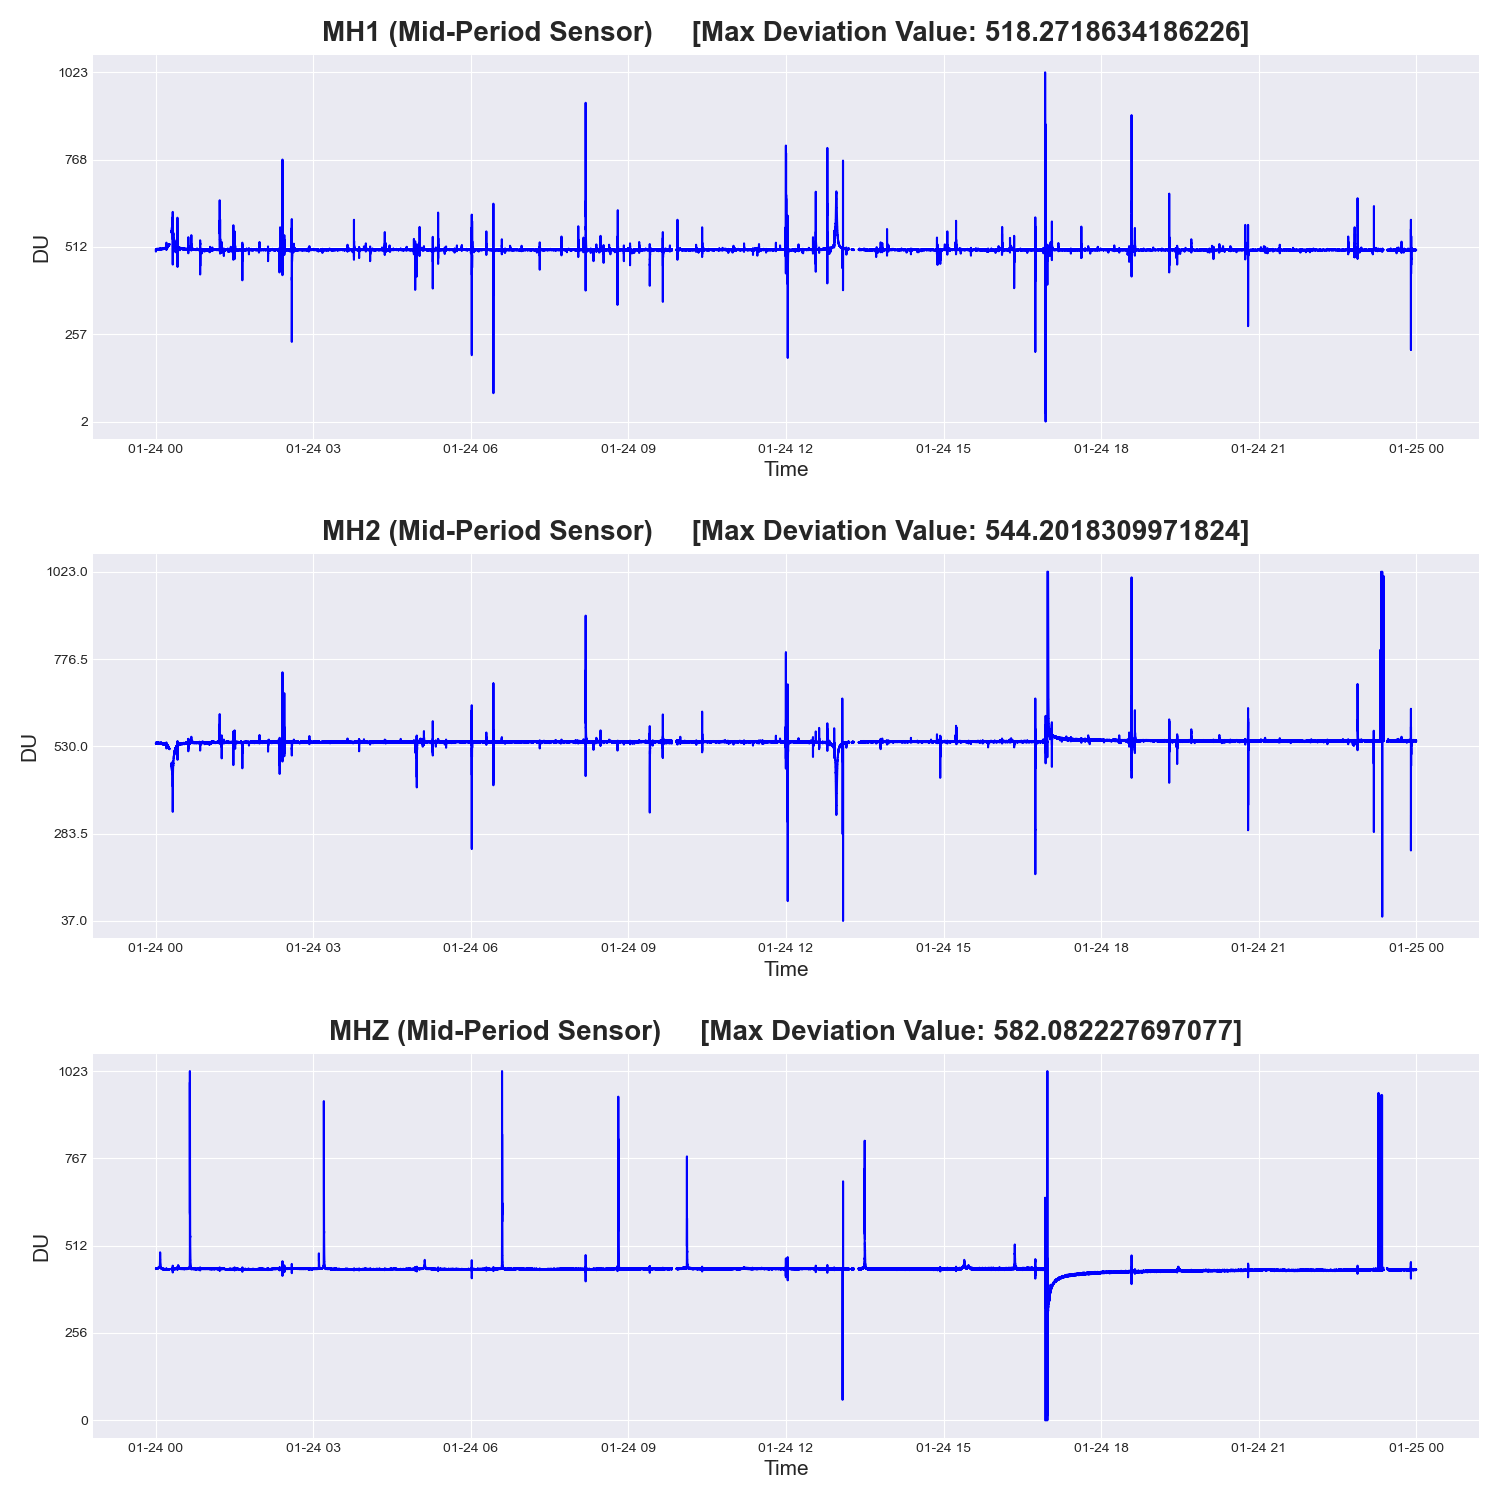 MH1 (Mid-Period Sensor) [Max Deviation Value: 518.2718634186226]
1023
768
512
257
2
DU
01-24 00 01-24 03 01-24 06 01-24 09 01-24 12 01-24 15 01-24 18 01-24 21 01-25 00
Time
MH2 (Mid-Period Sensor) [Max Deviation Value: 544.2018309971824]
1023.0
776.5
530.0
283.5
37.0
DU
01-24 00 01-24 03 01-24 06 01-24 09 01-24 12 01-24 15 01-24 18 01-24 21 01-25 00
Time
MHZ (Mid-Period Sensor) [Max Deviation Value: 582.082227697077]
1023
767
512
256
0
DU
01-24 00 01-24 03 01-24 06 01-24 09 01-24 12 01-24 15 01-24 18 01-24 21 01-25 00
Time